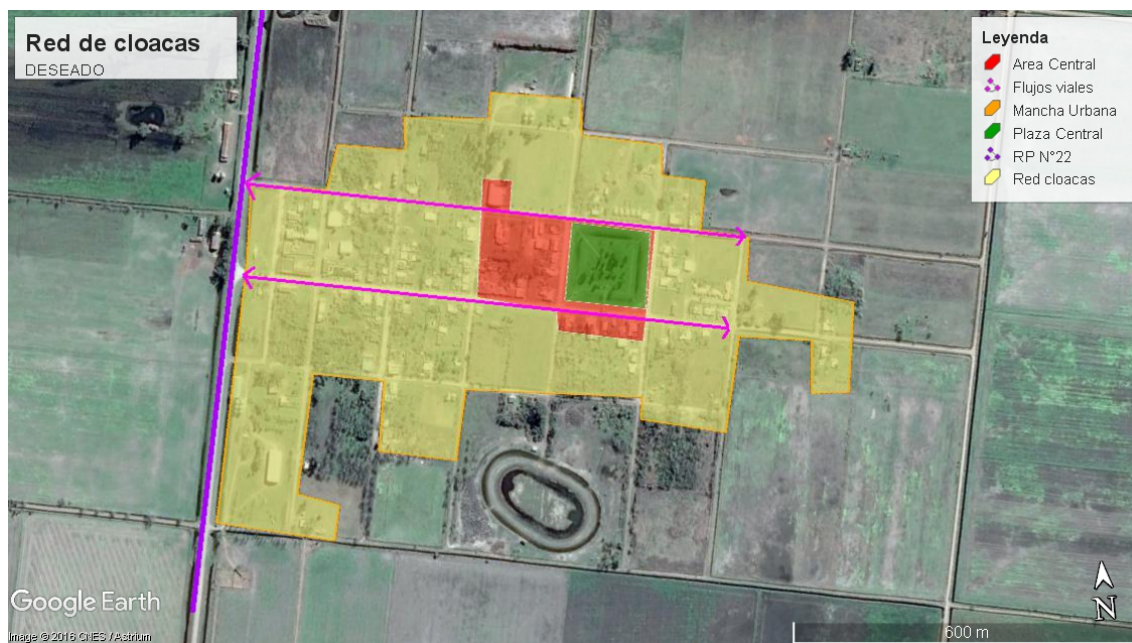 Red de cloacas
DESEADO
Leyenda
Area Central
Flujos viales
Mancha Urbana
Plaza Central
RP N°22
Red cloacas
Google Earth
N
Image © 2016 CNES / Astrium
600 m